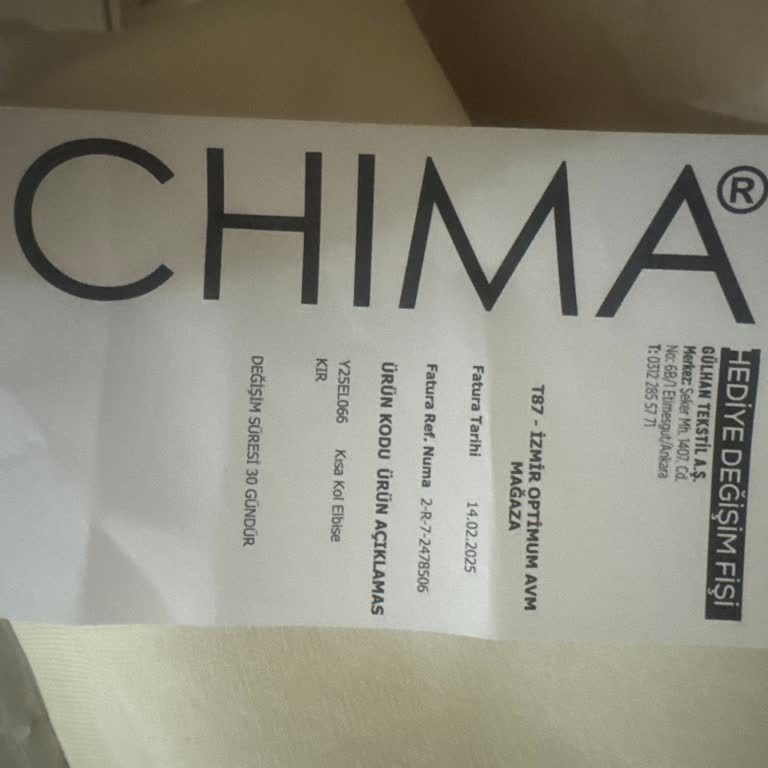 CHIMA®
HEDİYE DEĞİŞİM FİŞİ
GÜLHAN TEKSTİL A.Ş.
Merkez: Şeker Mh. 1407. Cd.
No: 6B/1 Etimesgut/Ankara
T: 0312 285 57 71
T87 - İZMİR OPTİMUM AVM
MAĞAZA
Fatura Tarihi 14.02.2025
Fatura Ref. Numa 2-R-7-2478506
ÜRÜN KODU ÜRÜN AÇIKLAMAS
Y25EL066 Kısa Kol Elbise
KIR
DEĞİŞİM SÜRESİ 30 GÜNDÜR